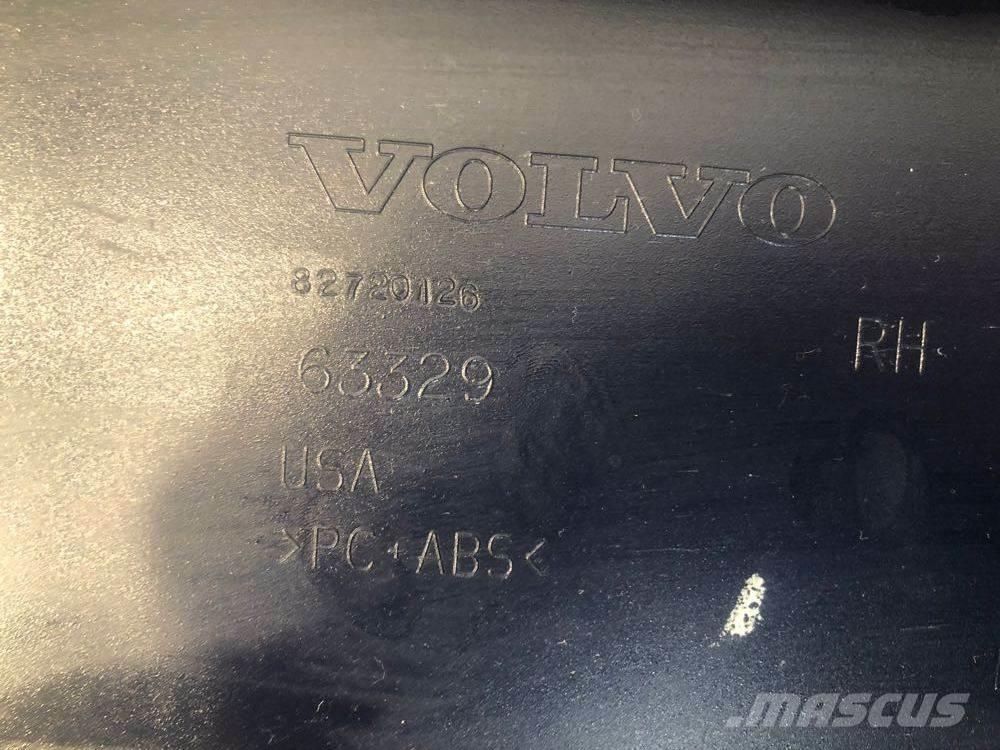 VOLVO
82720126
63329
RH
USA
>PC+ABS<
.MASCUS